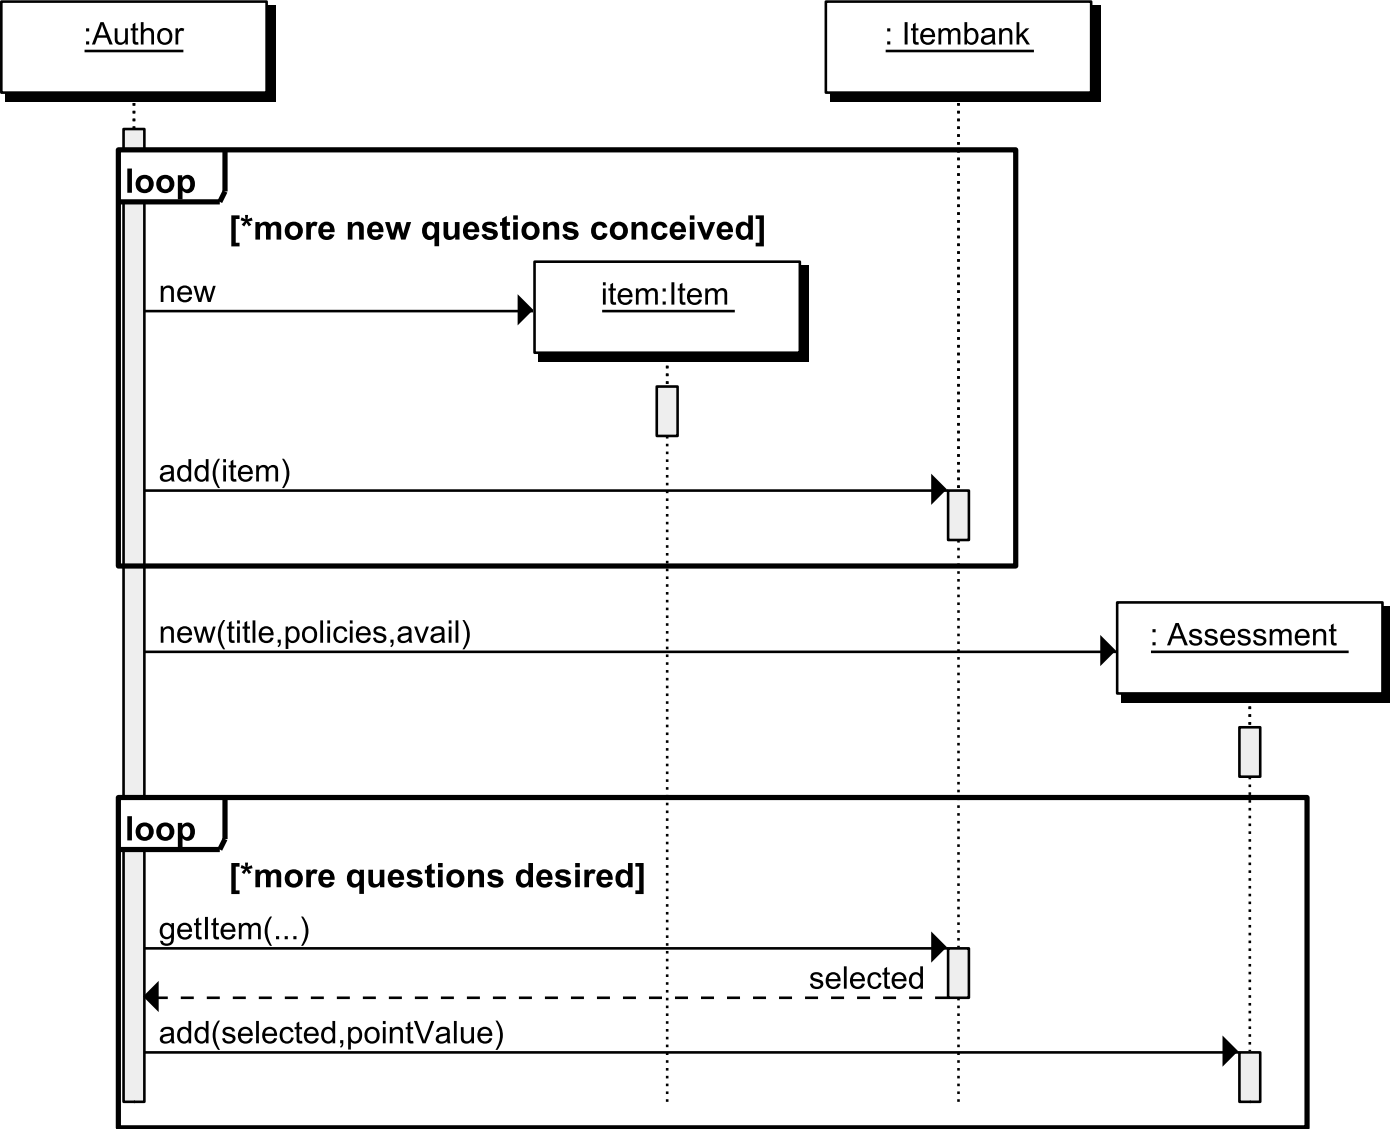 :Author
: Itembank
loop
[*more new questions conceived]
new
item:Item
add(item)
new(title,policies,avail)
: Assessment
loop
[*more questions desired]
getItem(...)
selected
add(selected,pointValue)